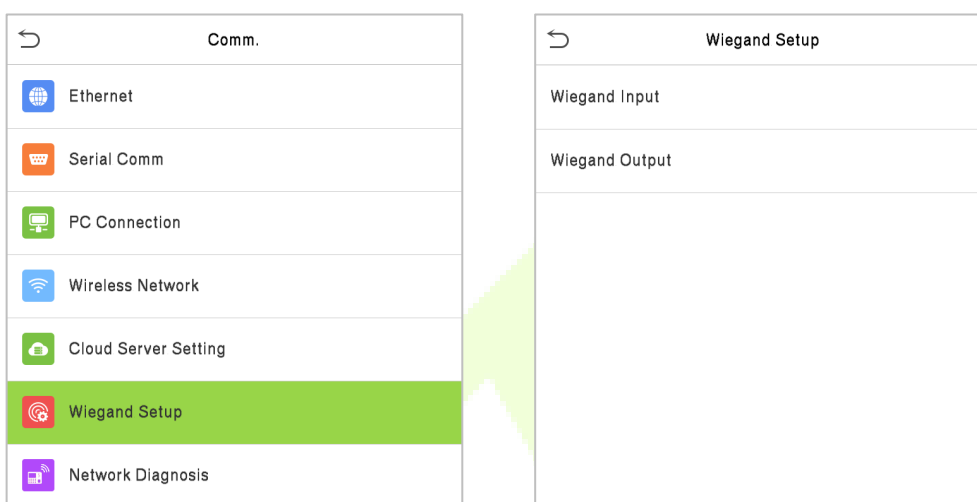 Comm.
Ethernet
Serial Comm
PC Connection
Wireless Network
Cloud Server Setting
Wiegand Setup
Network Diagnosis
Wiegand Setup
Wiegand Input
Wiegand Output